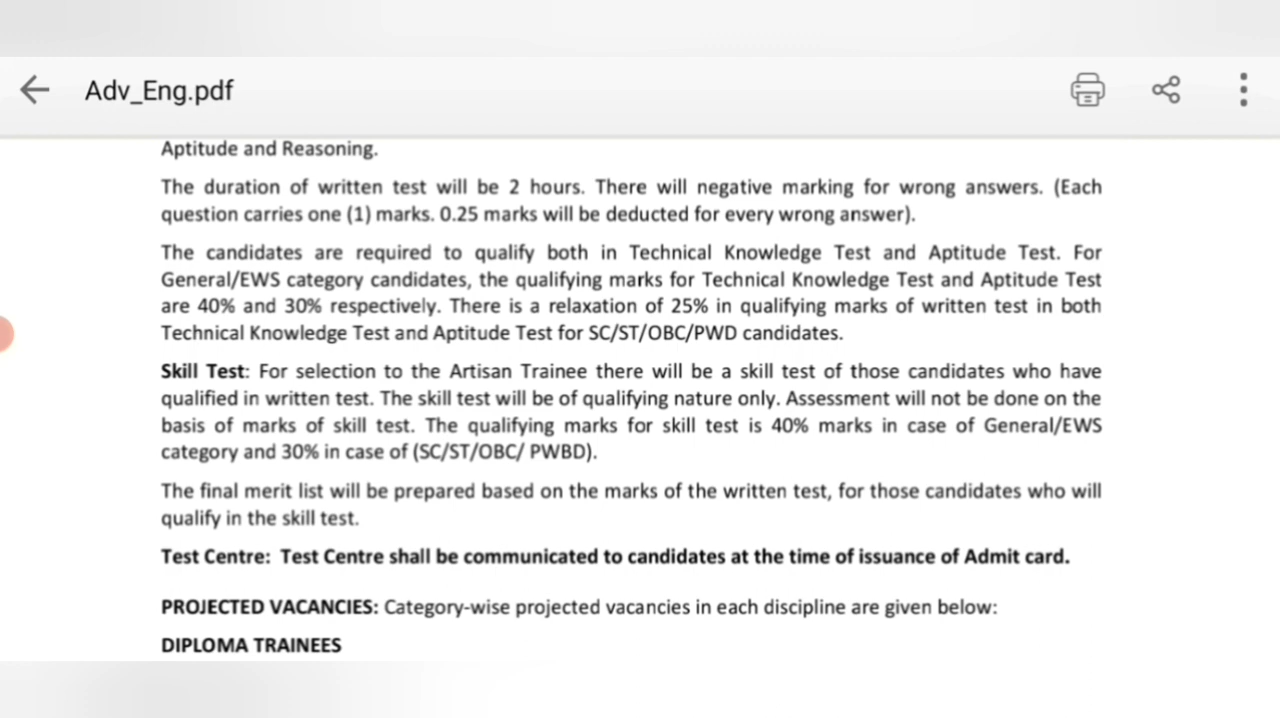 Adv_Eng.pdf
Aptitude and Reasoning.
The duration of written test will be 2 hours. There will negative marking for wrong answers. (Each
question carries one (1) marks. 0.25 marks will be deducted for every wrong answer).
The candidates are required to qualify both in Technical Knowledge Test and Aptitude Test. For
General/EWS category candidates, the qualifying marks for Technical Knowledge Test and Aptitude Test
are 40% and 30% respectively. There is a relaxation of 25% in qualifying marks of written test in both
Technical Knowledge Test and Aptitude Test for SC/ST/OBC/PWD candidates.
Skill Test: For selection to the Artisan Trainee there will be a skill test of those candidates who have
qualified in written test. The skill test will be of qualifying nature only. Assessment will not be done on the
basis of marks of skill test. The qualifying marks for skill test is 40% marks in case of General/EWS
category and 30% in case of (SC/ST/OBC/ PWBD).
The final merit list will be prepared based on the marks of the written test, for those candidates who will
qualify in the skill test.
Test Centre: Test Centre shall be communicated to candidates at the time of issuance of Admit card.
PROJECTED VACANCIES: Category-wise projected vacancies in each discipline are given below:
DIPLOMA TRAINEES